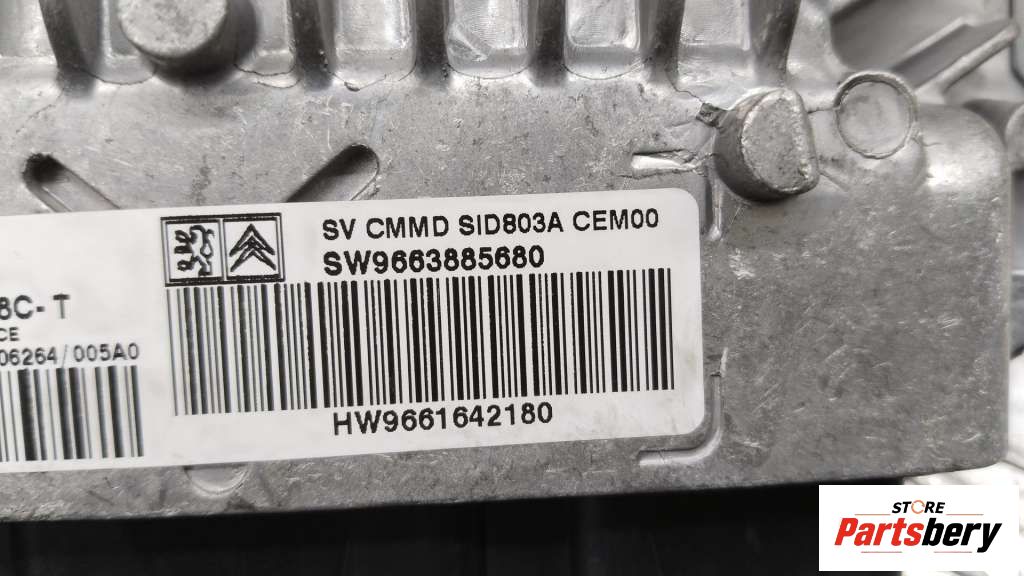 SV CMMD SID803A CEM00
SW9663885680
HW9661642180
8C-T
CE
06264/005A0
STORE
Partsbery